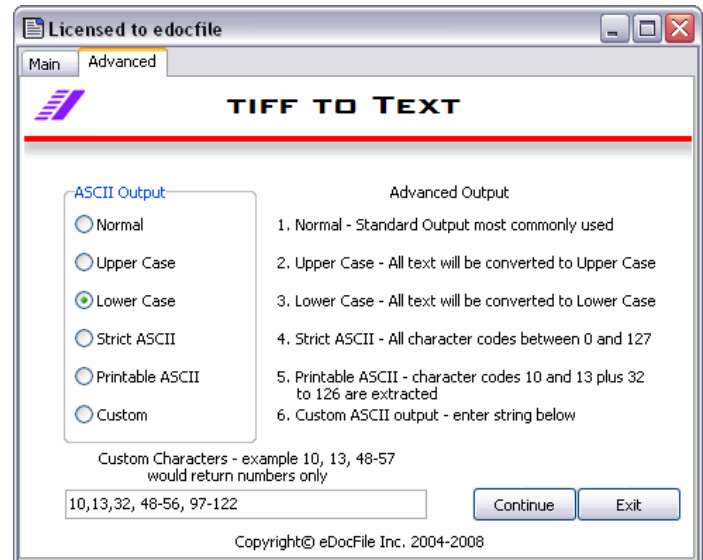 Licensed to edocfile
Main Advanced
TIFF TO TEXT
ASCII Output
Advanced Output
Normal
1. Normal - Standard Output most commonly used
Upper Case
2. Upper Case - All text will be converted to Upper Case
Lower Case
3. Lower Case - All text will be converted to Lower Case
Strict ASCII
4. Strict ASCII - All character codes between 0 and 127
Printable ASCII
5. Printable ASCII - character codes 10 and 13 plus 32
to 126 are extracted
Custom
6. Custom ASCII output - enter string below
Custom Characters - example 10, 13, 48-57
would return numbers only
10,13,32, 48-56, 97-122
Continue
Exit
Copyright© eDocFile Inc. 2004-2008